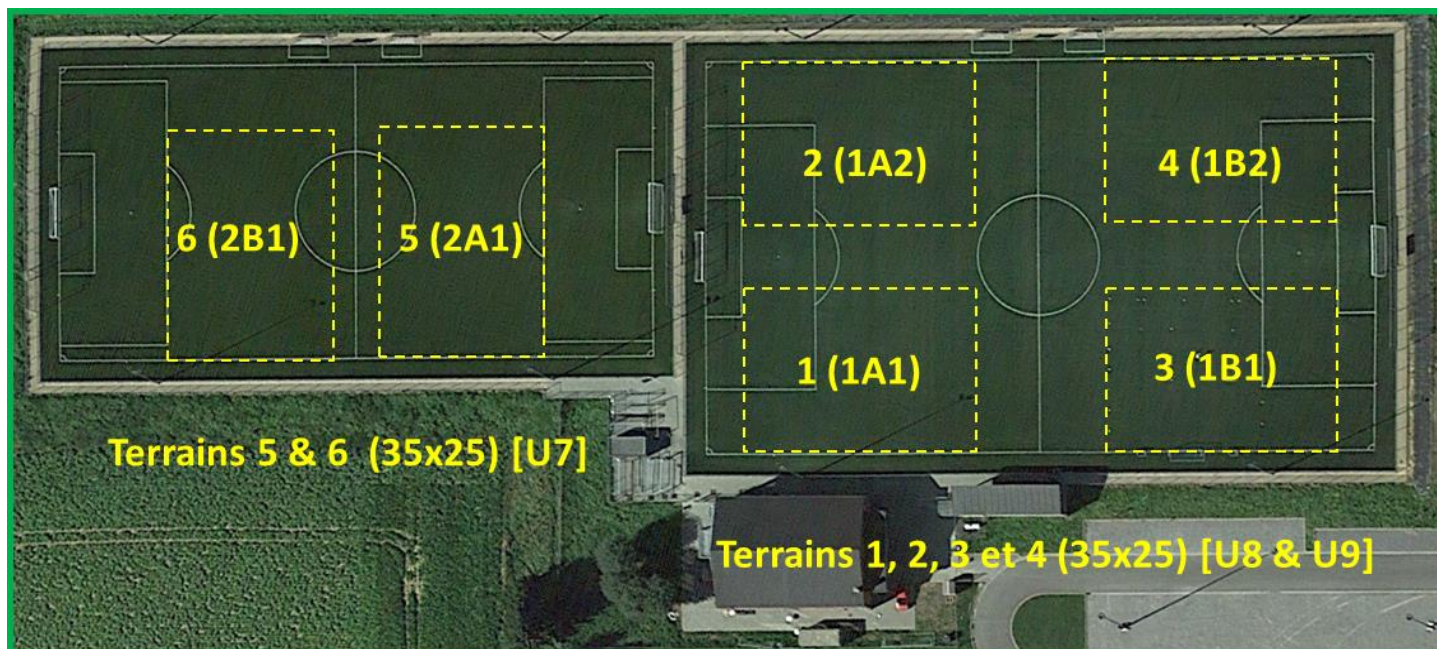 2 (1A2)
4 (1B2)
6 (2B1)
5 (2A1)
1 (1A1)
3 (1B1)
Terrains 5 & 6 (35x25) [U7]
Terrains 1, 2, 3 et 4 (35x25) [U8 & U9]